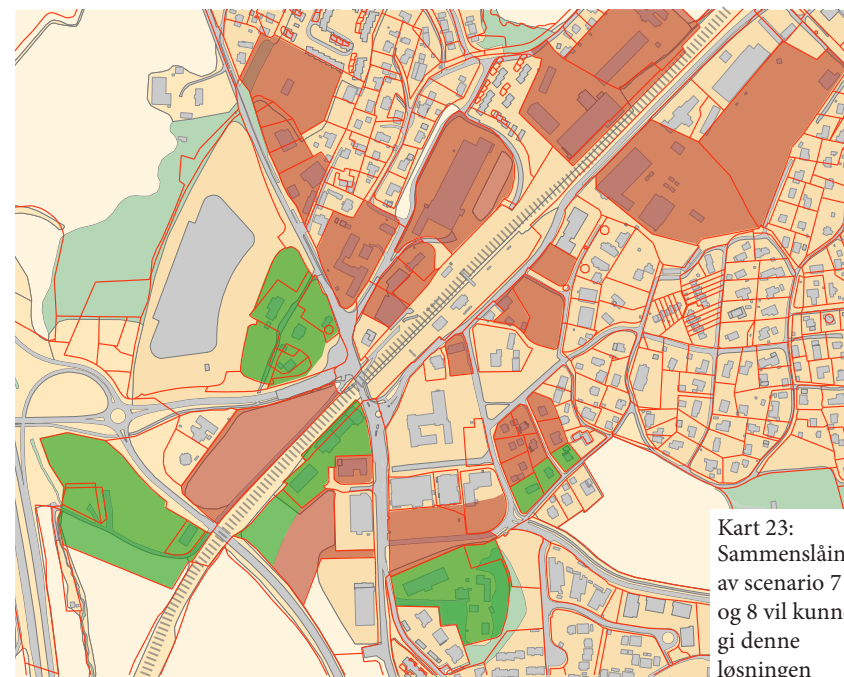 Kart 23:
Sammenslåin
av scenario 7
og 8 vil kunn
gi denne
løsningen